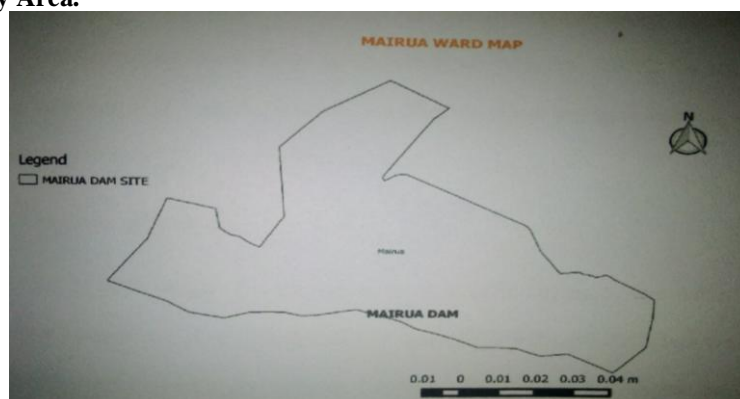 y Area.
MAIRUA WARD MAP
N
Legend
MAIRUA DAM SITE
Mairua
MAIRUA DAM
0.01 0 0.01 0.02 0.03 0.04 m